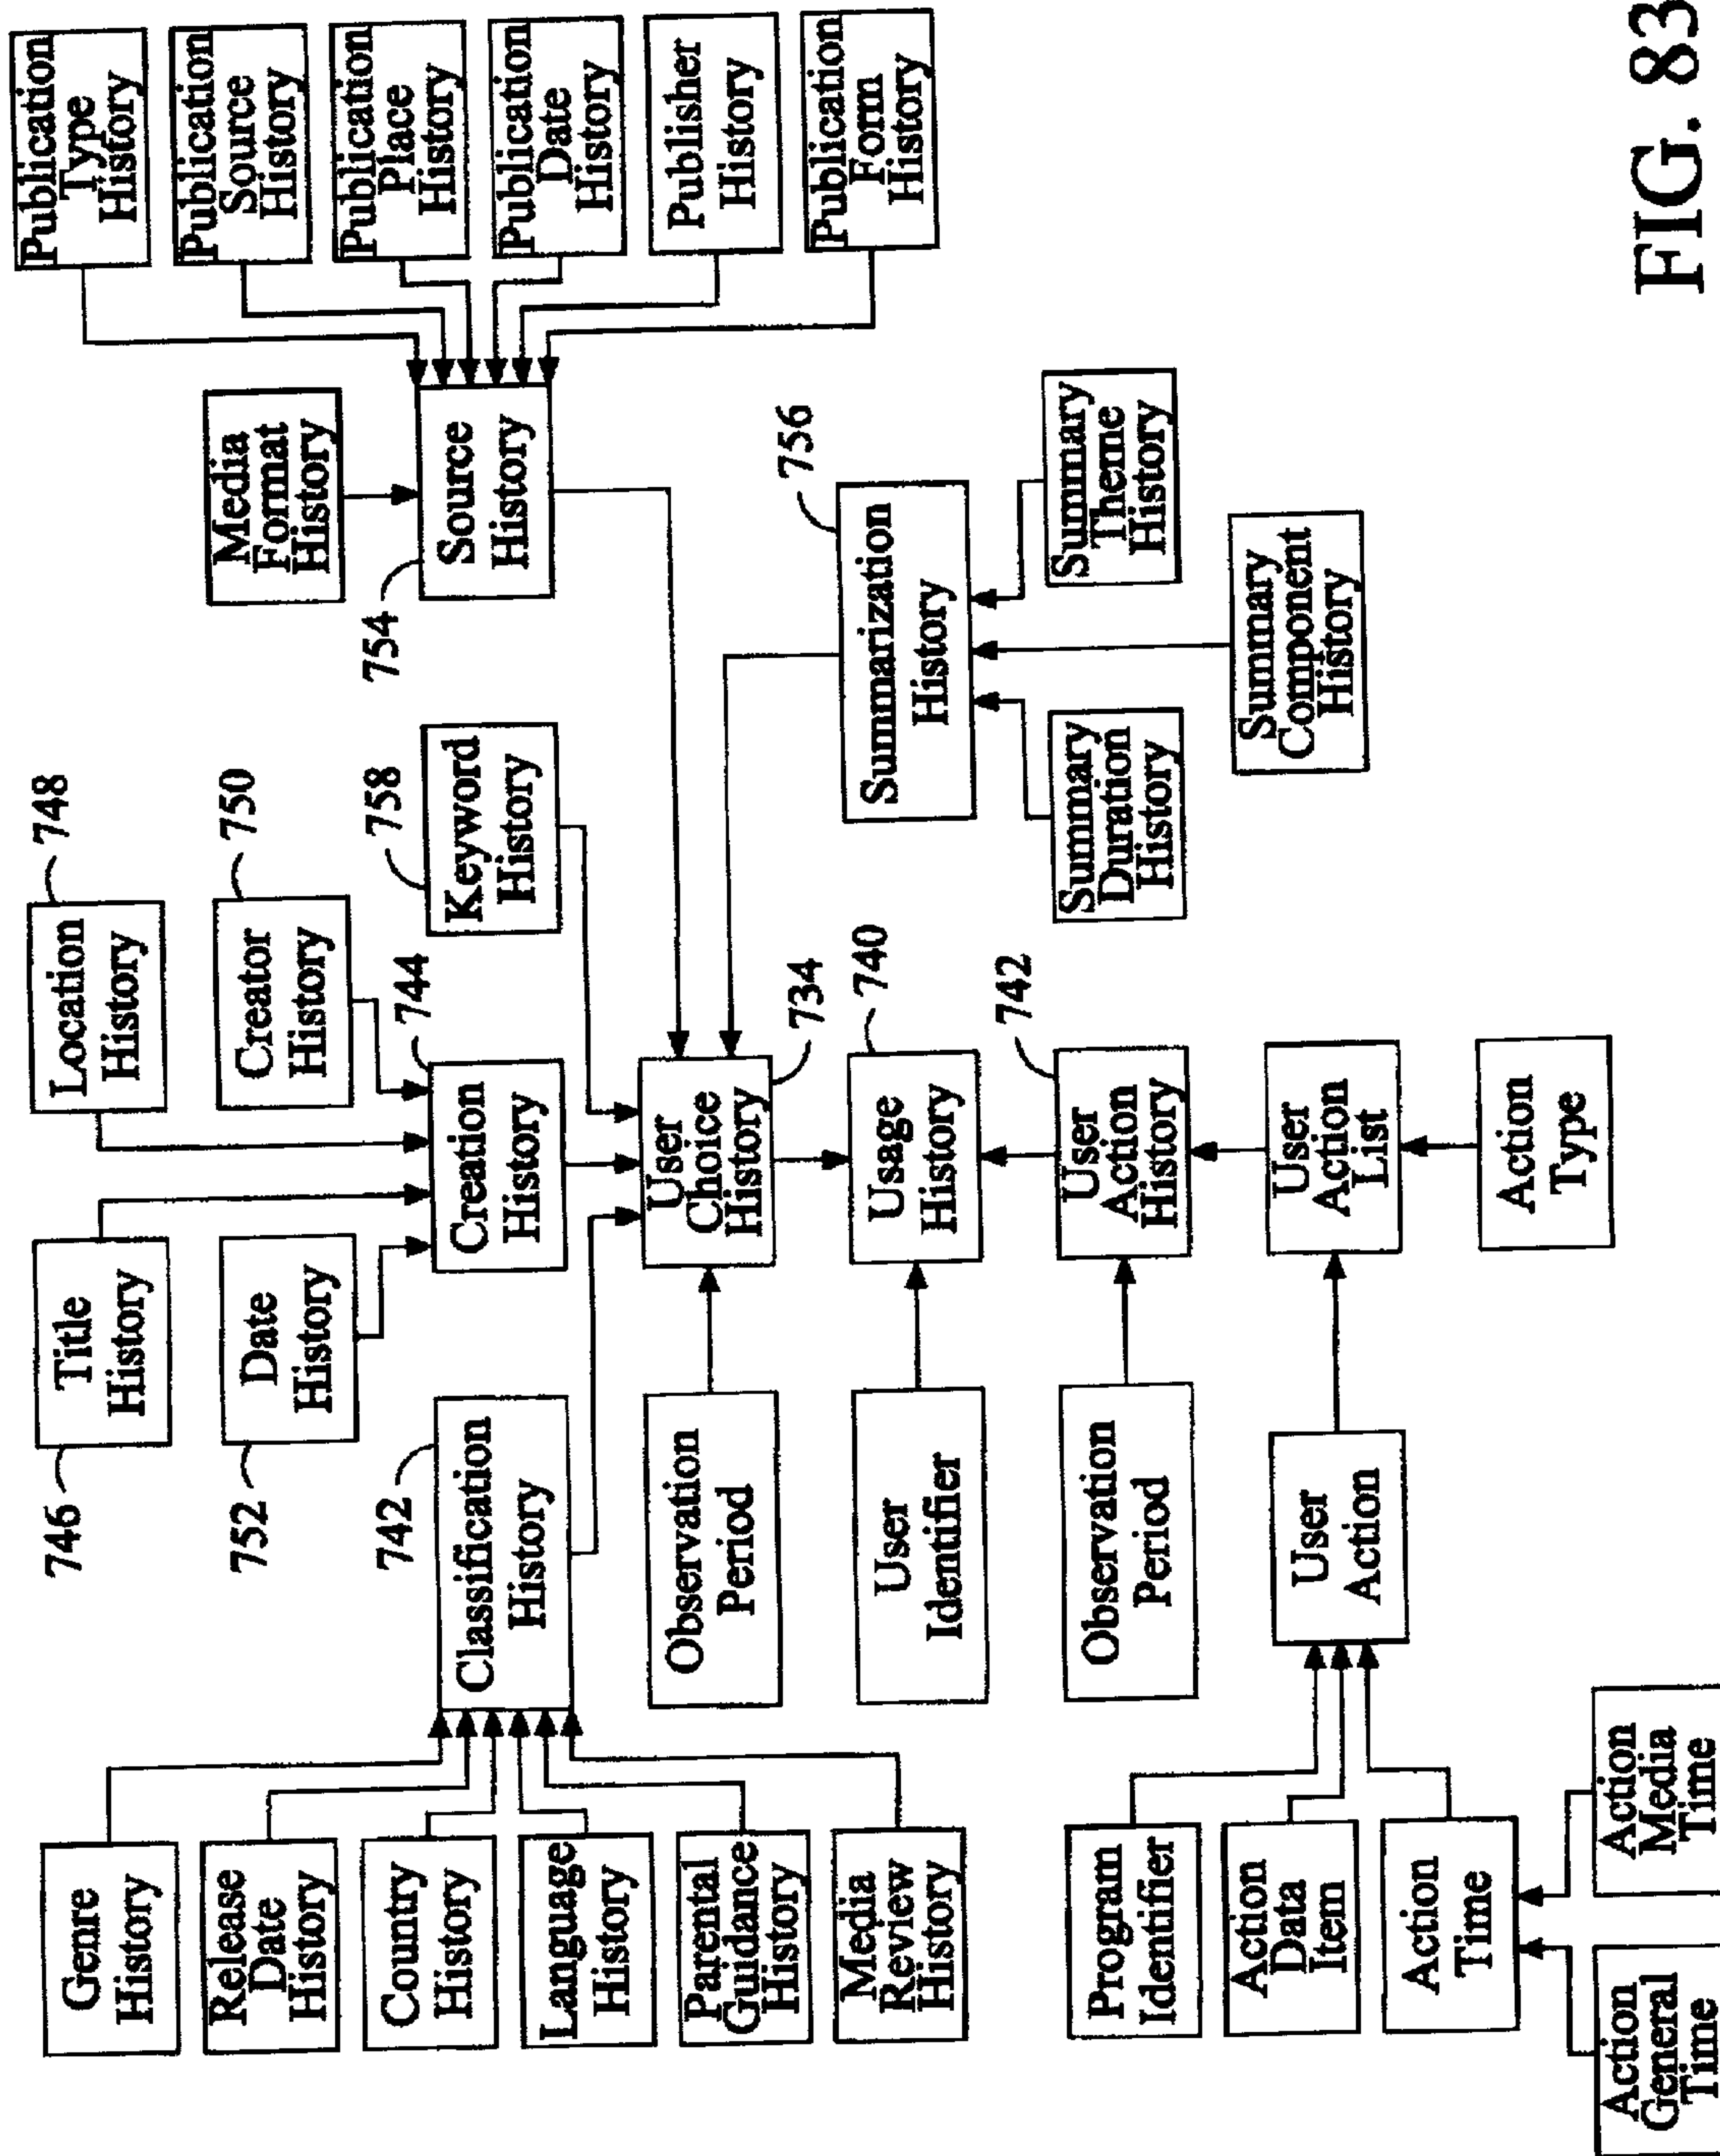 Genre
History
Release
Date
History
Country
History
Language
History
Parental
Guidance
History
Media
Review
History
746
Title
History
Location
History
748
752
Date
History
Creator
History
750
742
Classification
History
Creation
History
744
Keyword
History
758
Media
Format
History
754
Source
History
Publication
Type
History
Publication
Source
History
Publication
Place
History
Publication
Date
History
Publisher
History
Publication
Form
History
Observation
Period
User
Choice
History
734
User
Identifier
Usage
History
740
Summarization
History
756
Summary
Duration
History
Summary
Theme
History
Summary
Component
History
Observation
Period
User
Action
History
742
Program
Identifier
Action
Data
Item
Action
Time
User
Action
User
Action
List
Action
Type
Action
General
Time
Action
Media
Time
FIG. 83